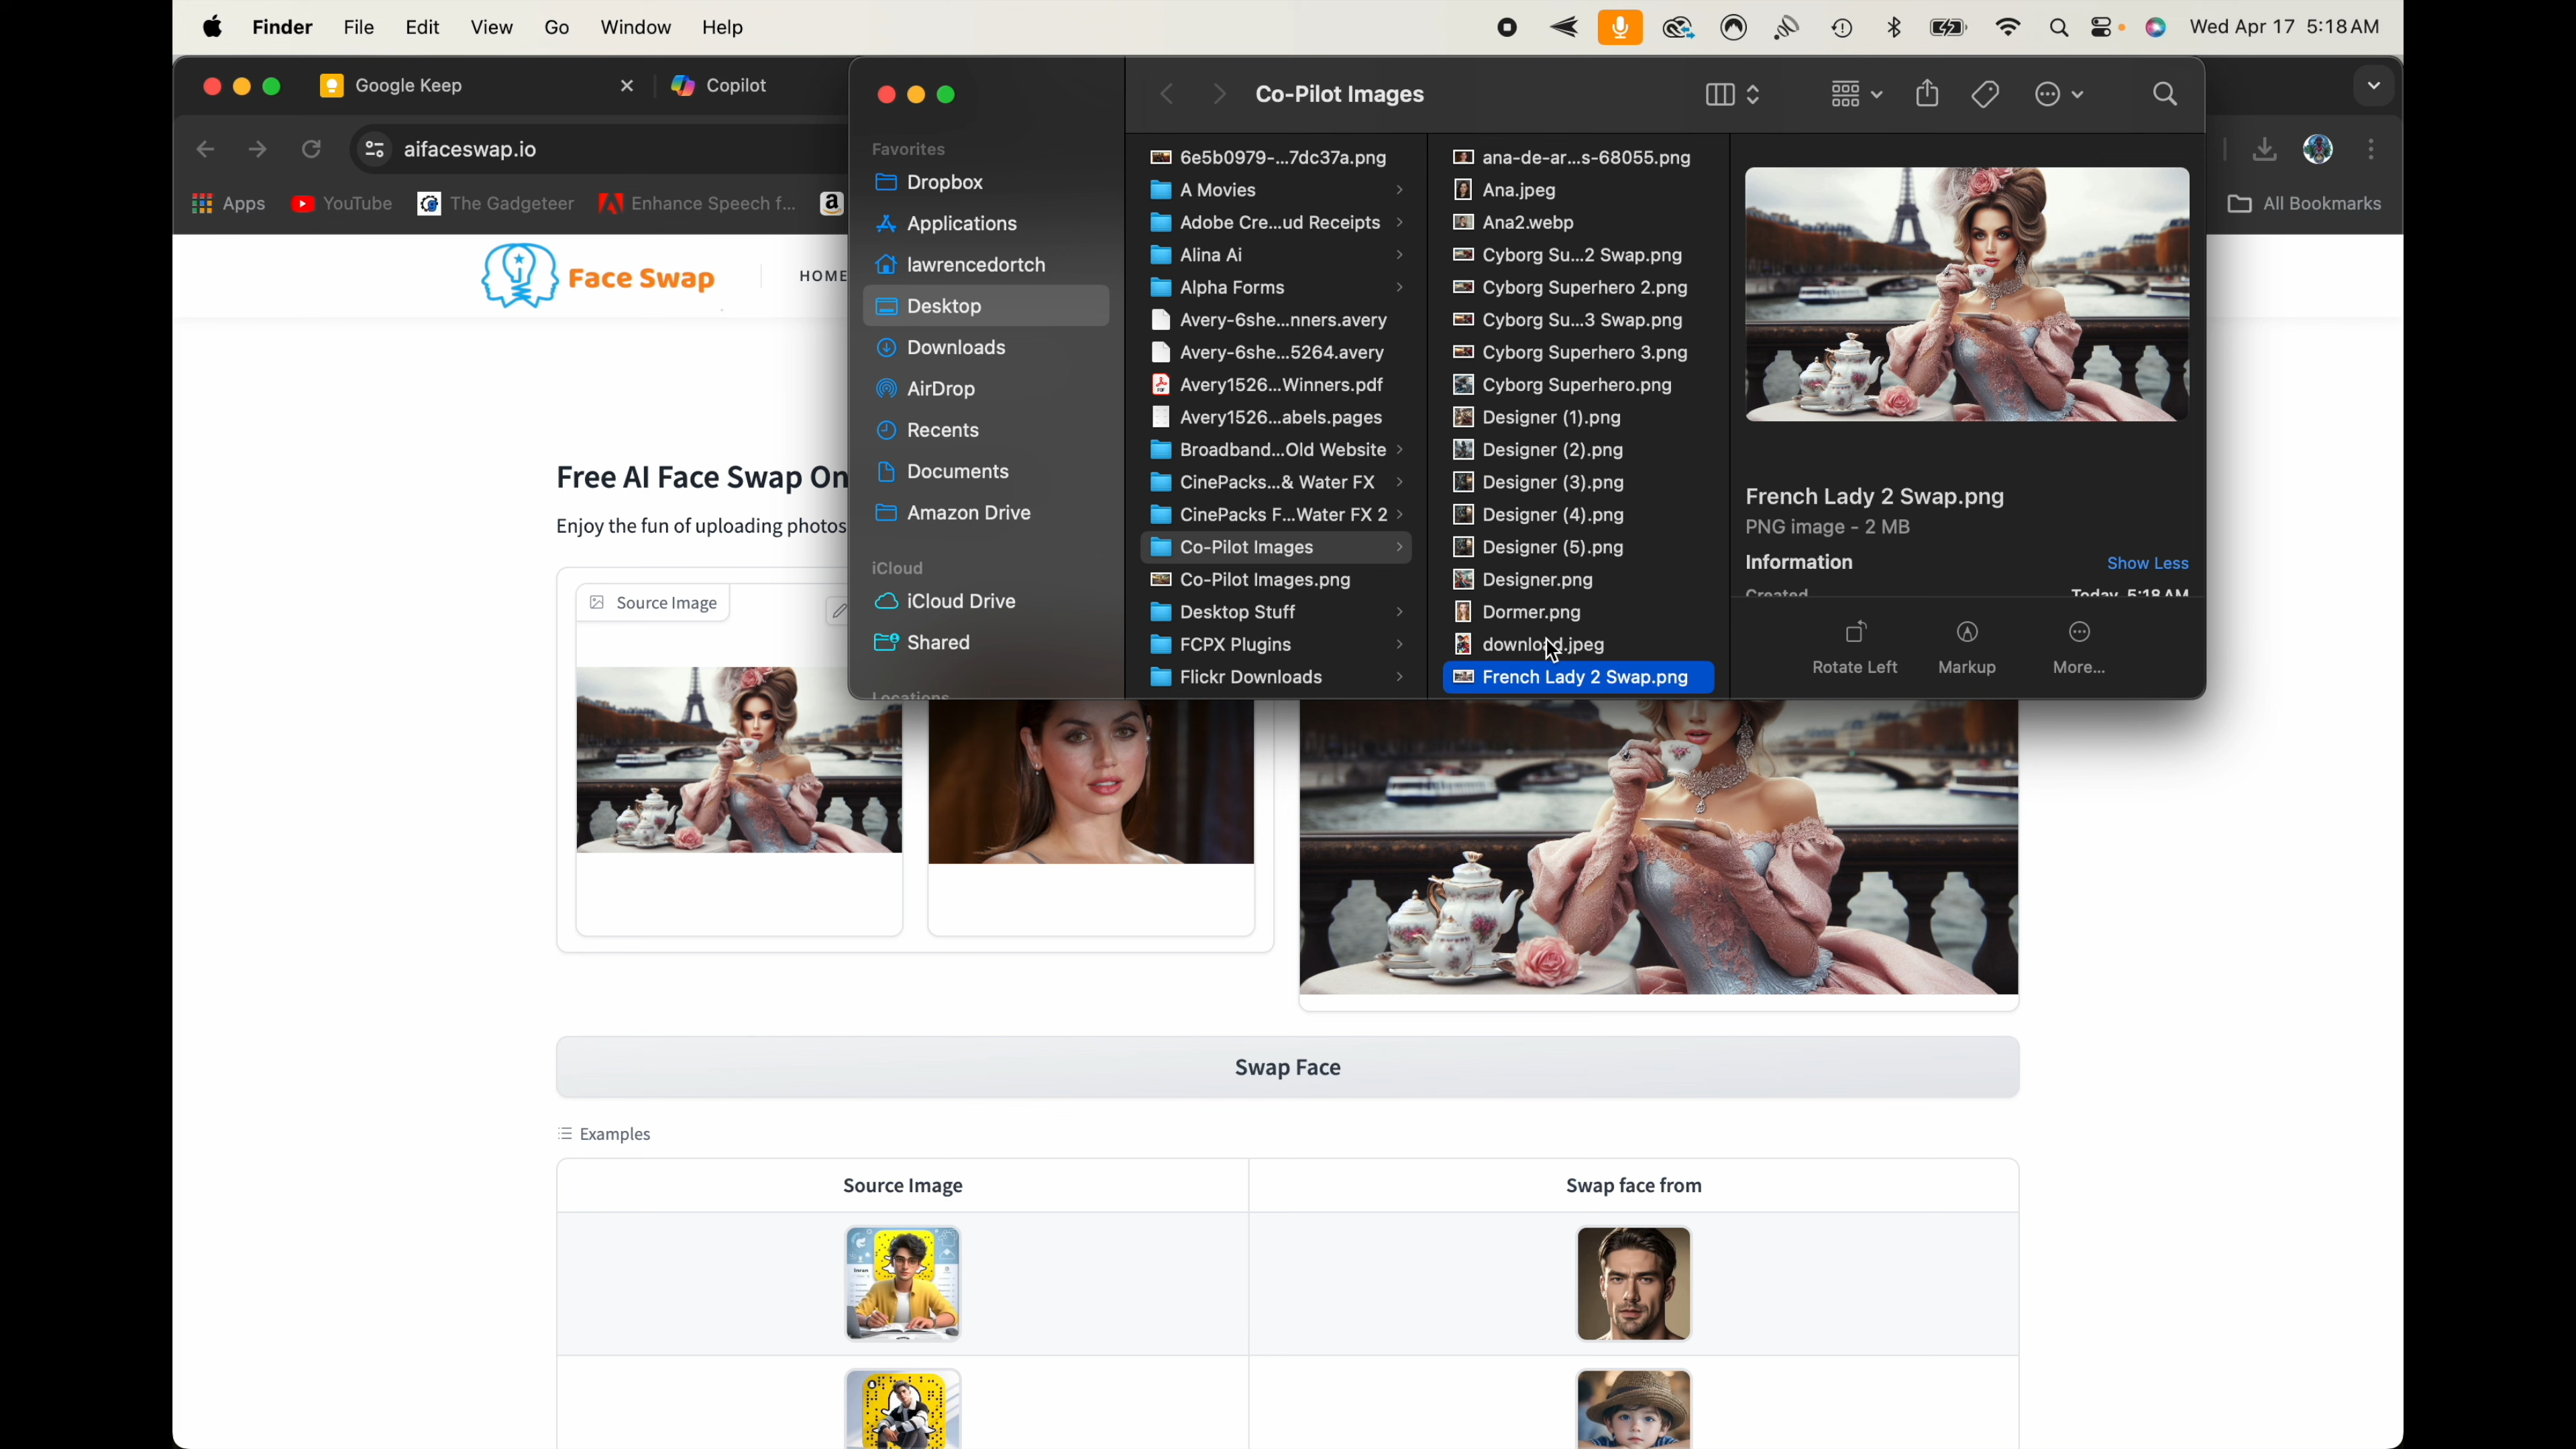 Finder File Edit View Go Window Help Wed Apr 17 5:18 AM
Google Keep Copilot
Co-Pilot Images
aifaceswap.io
Apps YouTube The Gadgeteer Enhance Speech f... All Bookmarks
Face Swap HOME
Free AI Face Swap On
Enjoy the fun of uploading photos
Source Image
Favorites
Dropbox
Applications
lawrencedortch
Desktop
Downloads
AirDrop
Recents
Documents
Amazon Drive
iCloud
iCloud Drive
Shared
Locations
6e5b0979-...7dc37a.png
A Movies
Adobe Cre...ud Receipts
Alina Ai
Alpha Forms
Avery-6she...nners.avery
Avery-6she...5264.avery
Avery1526...Winners.pdf
Avery1526...abels.pages
Broadband...Old Website
CinePacks...& Water FX
CinePacks F...Water FX 2
Co-Pilot Images
Co-Pilot Images.png
Desktop Stuff
FCPX Plugins
Flickr Downloads
ana-de-ar...s-68055.png
Ana.jpeg
Ana2.webp
Cyborg Su...2 Swap.png
Cyborg Superhero 2.png
Cyborg Su...3 Swap.png
Cyborg Superhero 3.png
Cyborg Superhero.png
Designer (1).png
Designer (2).png
Designer (3).png
Designer (4).png
Designer (5).png
Designer.png
Dormer.png
download.jpeg
French Lady 2 Swap.png
French Lady 2 Swap.png
PNG image - 2 MB
Information Show Less
Created Today, 5:18 AM
Rotate Left Markup More...
Swap Face
Examples
Source Image Swap face from